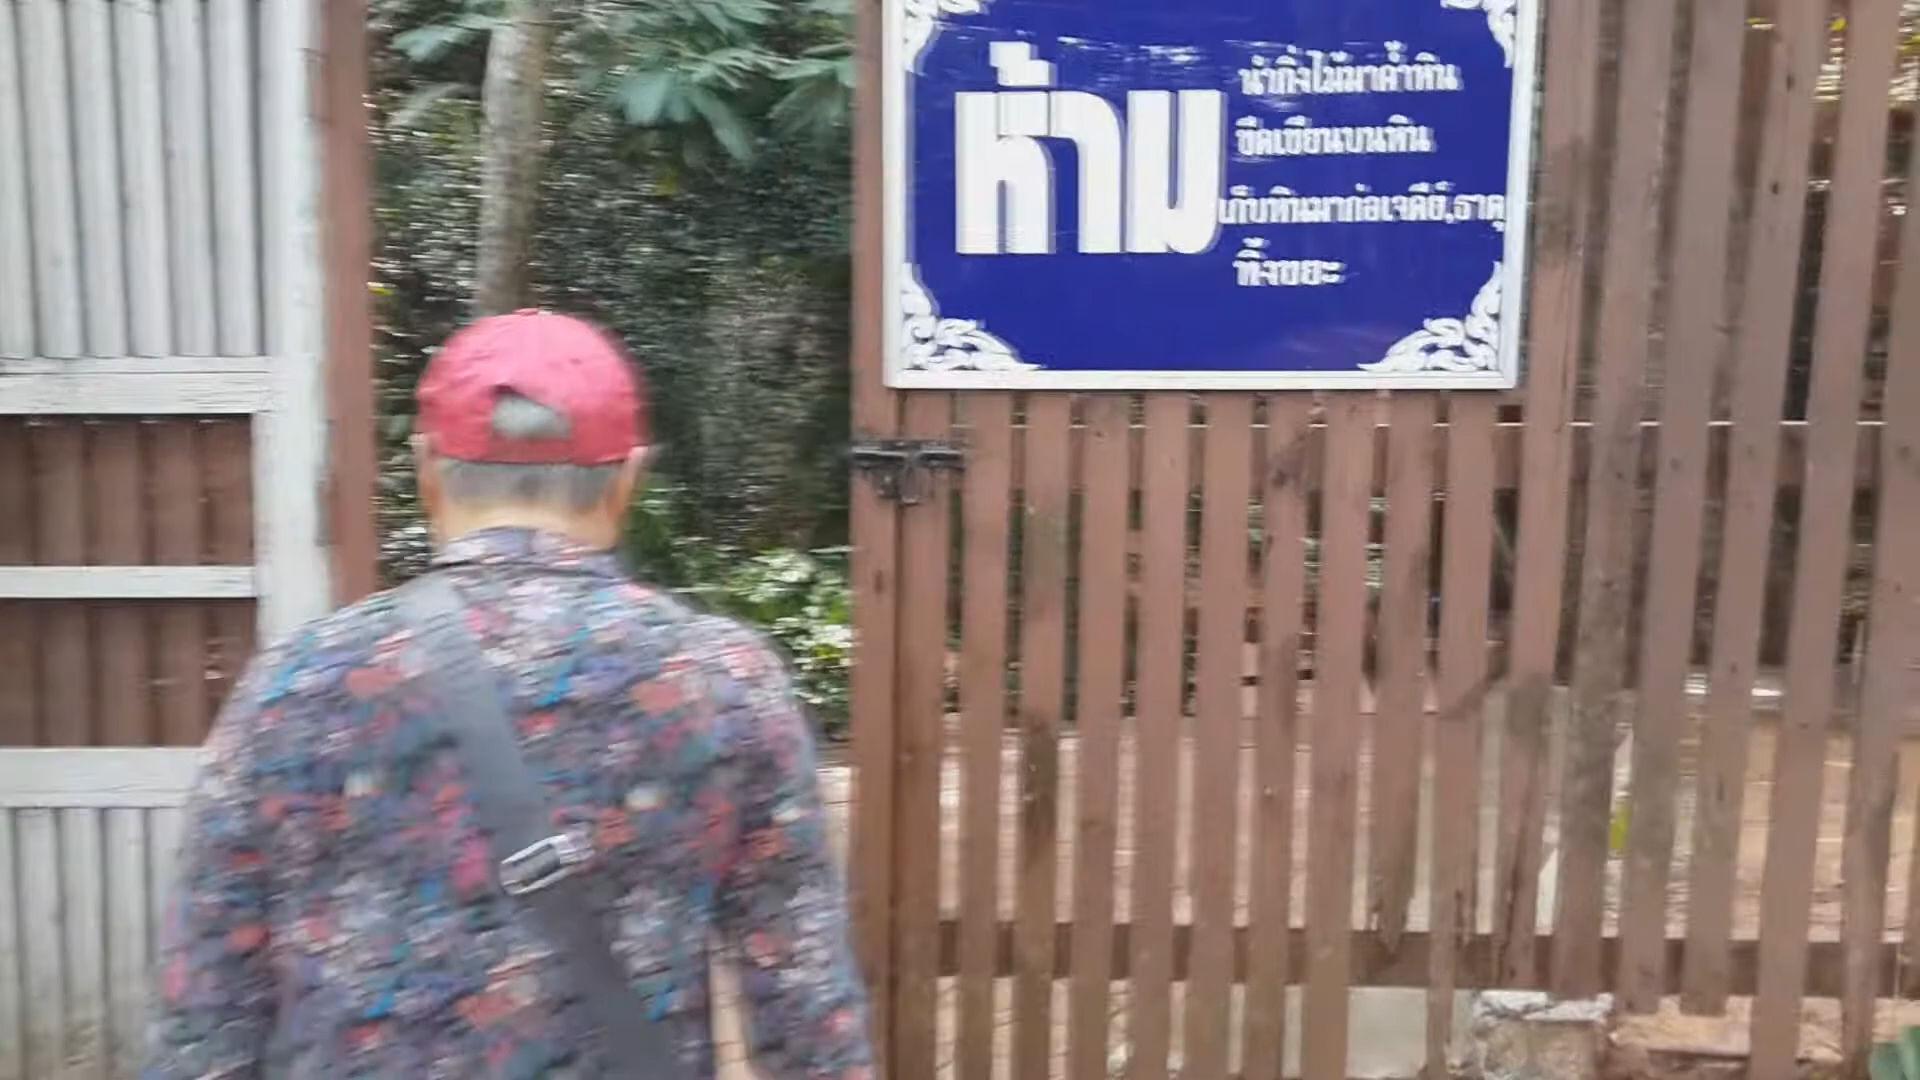 ห้าม
นำกิ่งไม้มาค้ำหิน
ขีดเขียนบนหิน
เก็บหินมาก่อเจดีย์,ธาตุ
ทิ้งขยะ